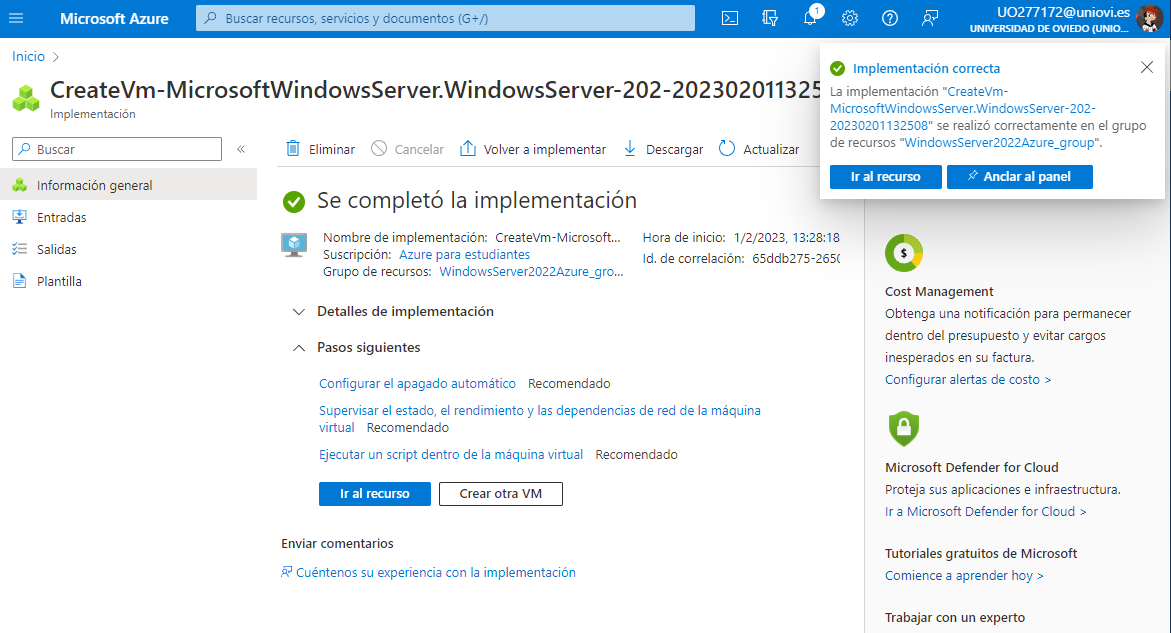 Microsoft Azure
Buscar recursos, servicios y documentos (G+/)
1
UO277172@uniovi.es
UNIVERSIDAD DE OVIEDO (UNIO...
Inicio >
CreateVm-MicrosoftWindowsServer.WindowsServer-202-202302011325
Implementación
Implementación correcta
La implementación "CreateVm-
MicrosoftWindowsServer.WindowsServer-202-
20230201132508" se realizó correctamente en el grupo
de recursos "WindowsServer2022Azure_group".
Ir al recurso
Anclar al panel
Buscar
«
Información general
Entradas
Salidas
Plantilla
Eliminar
Cancelar
Volver a implementar
Descargar
Actualizar
Se completó la implementación
Nombre de implementación: CreateVm-Microsoft...
Suscripción: Azure para estudiantes
Grupo de recursos: WindowsServer2022Azure_gro...
Hora de inicio: 1/2/2023, 13:28:18
Id. de correlación: 65ddb275-2650
Detalles de implementación
Pasos siguientes
Configurar el apagado automático Recomendado
Supervisar el estado, el rendimiento y las dependencias de red de la máquina
virtual Recomendado
Ejecutar un script dentro de la máquina virtual Recomendado
Ir al recurso
Crear otra VM
Enviar comentarios
Cuéntenos su experiencia con la implementación
$
Cost Management
Obtenga una notificación para permanecer
dentro del presupuesto y evitar cargos
inesperados en su factura.
Configurar alertas de costo >
Microsoft Defender for Cloud
Proteja sus aplicaciones e infraestructura.
Ir a Microsoft Defender for Cloud >
Tutoriales gratuitos de Microsoft
Comience a aprender hoy >
Trabajar con un experto